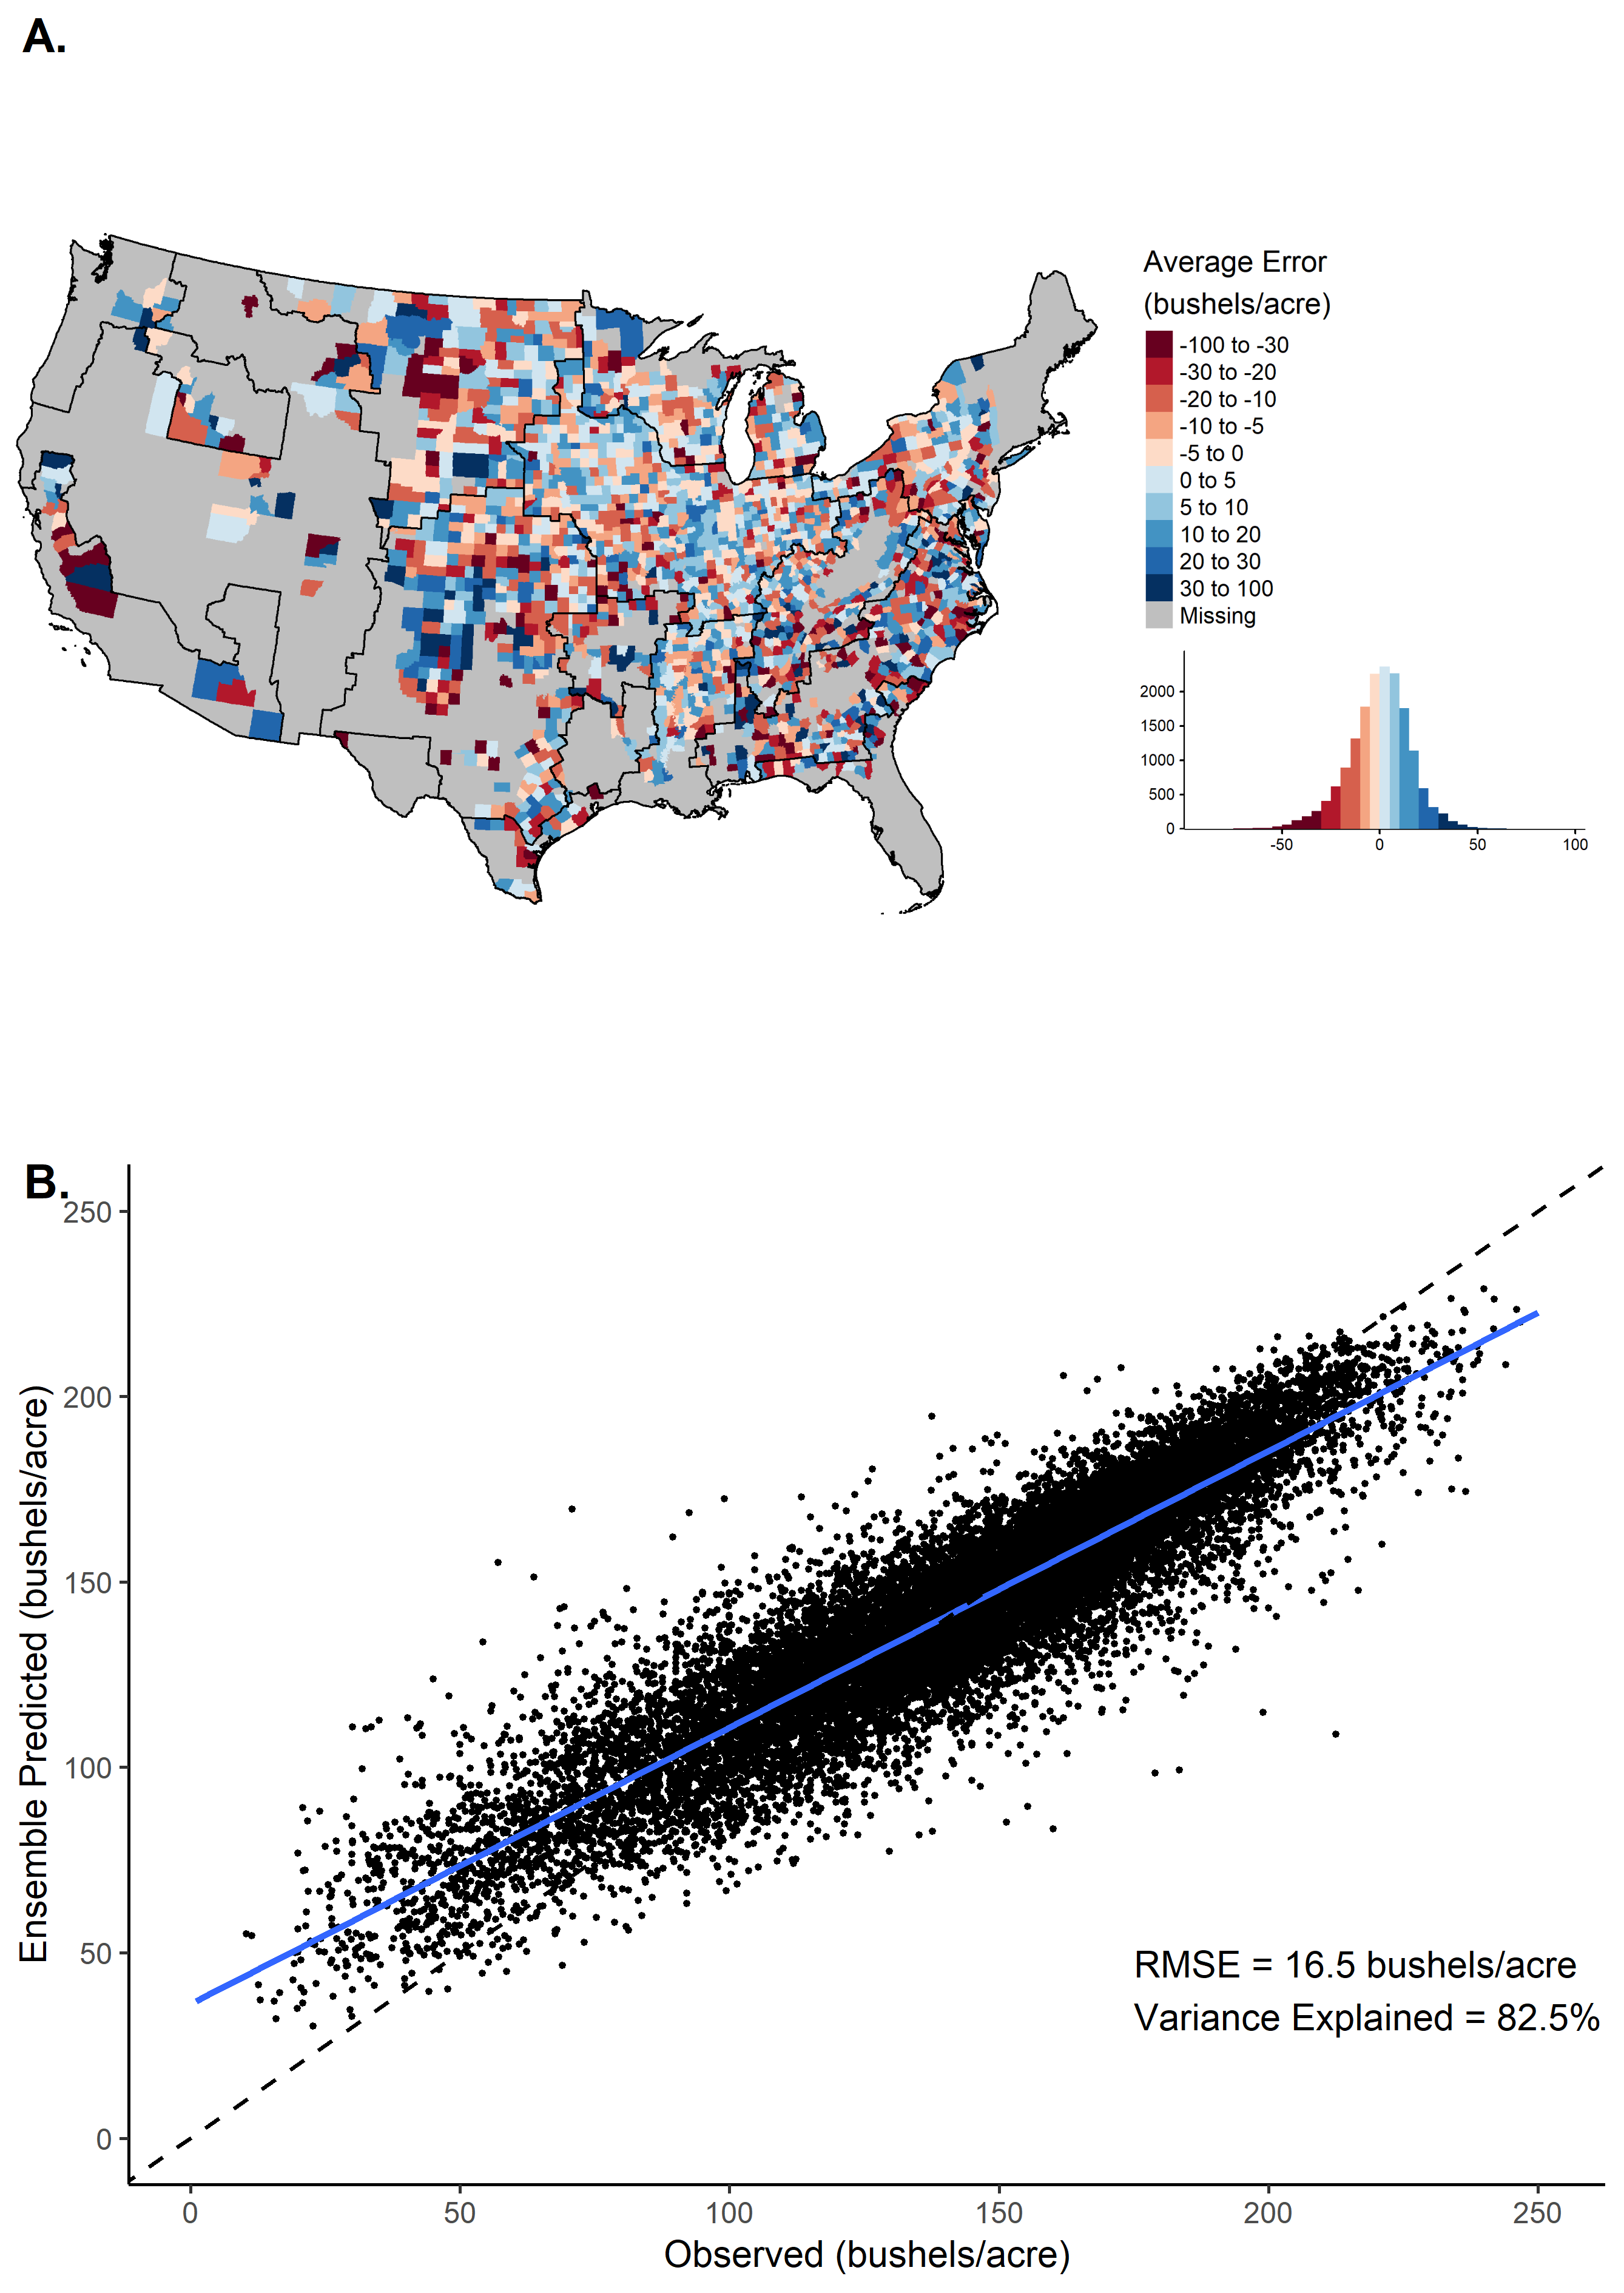 A.
Average Error
(bushels/acre)
-100 to -30
-30 to -20
-20 to -10
-10 to -5
-5 to 0
0 to 5
5 to 10
10 to 20
20 to 30
30 to 100
Missing
2000
1500
1000
500
0
-50
0
50
100
B.
250
200
150
100
50
0
Ensemble Predicted (bushels/acre)
RMSE = 16.5 bushels/acre
Variance Explained = 82.5%
0
50
100
150
200
250
Observed (bushels/acre)